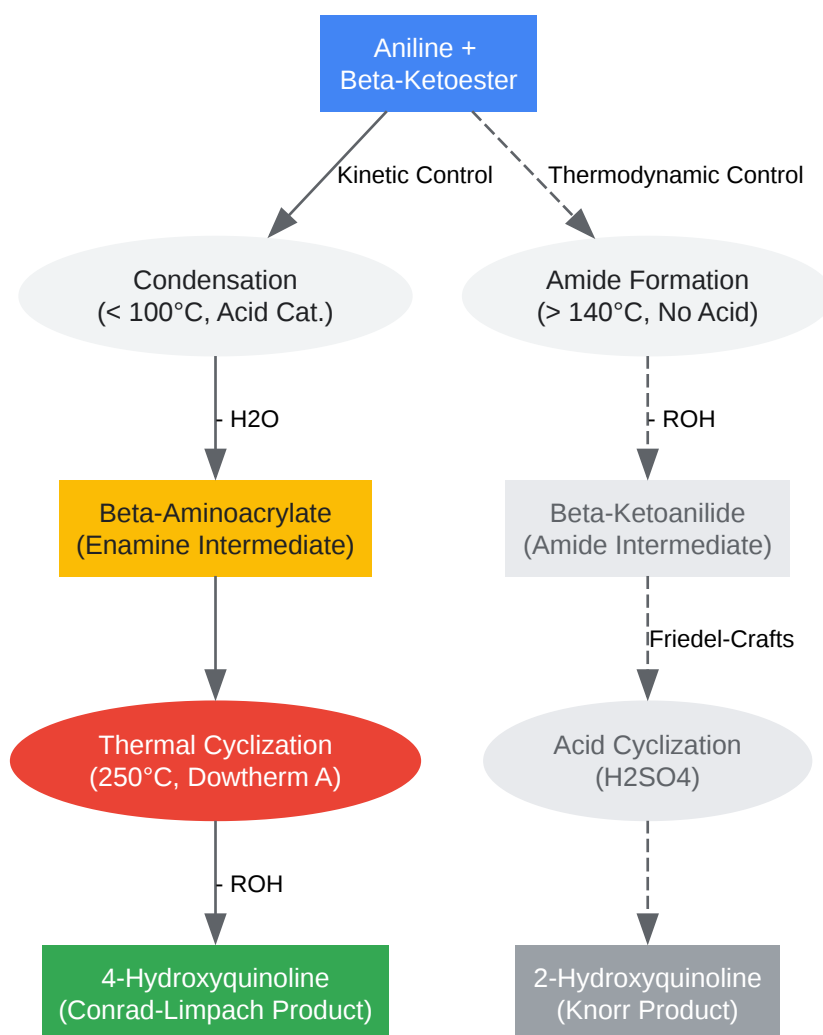 Aniline +
Beta-Ketoester
Kinetic Control
Thermodynamic Control
Condensation
(< 100°C, Acid Cat.)
Amide Formation
(> 140°C, No Acid)
- H2O
- ROH
Beta-Aminoacrylate
(Enamine Intermediate)
Beta-Ketoanilide
(Amide Intermediate)
Friedel-Crafts
Thermal Cyclization
(250°C, Dowtherm A)
Acid Cyclization
(H2SO4)
- ROH
4-Hydroxyquinoline
(Conrad-Limpach Product)
2-Hydroxyquinoline
(Knorr Product)